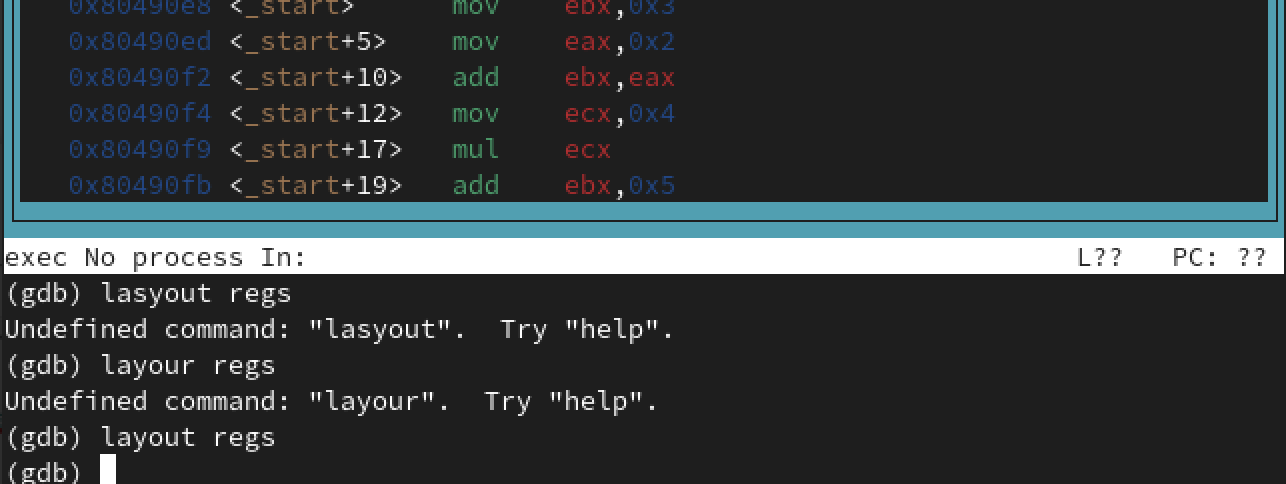 0x80490e8 <_start> mov ebx,0x3
0x80490ed <_start+5> mov eax,0x2
0x80490f2 <_start+10> add ebx,eax
0x80490f4 <_start+12> mov ecx,0x4
0x80490f9 <_start+17> mul ecx
0x80490fb <_start+19> add ebx,0x5
exec No process In: L?? PC: ??
(gdb) lasyout regs
Undefined command: "lasyout". Try "help".
(gdb) layour regs
Undefined command: "layour". Try "help".
(gdb) layout regs
(gdb)